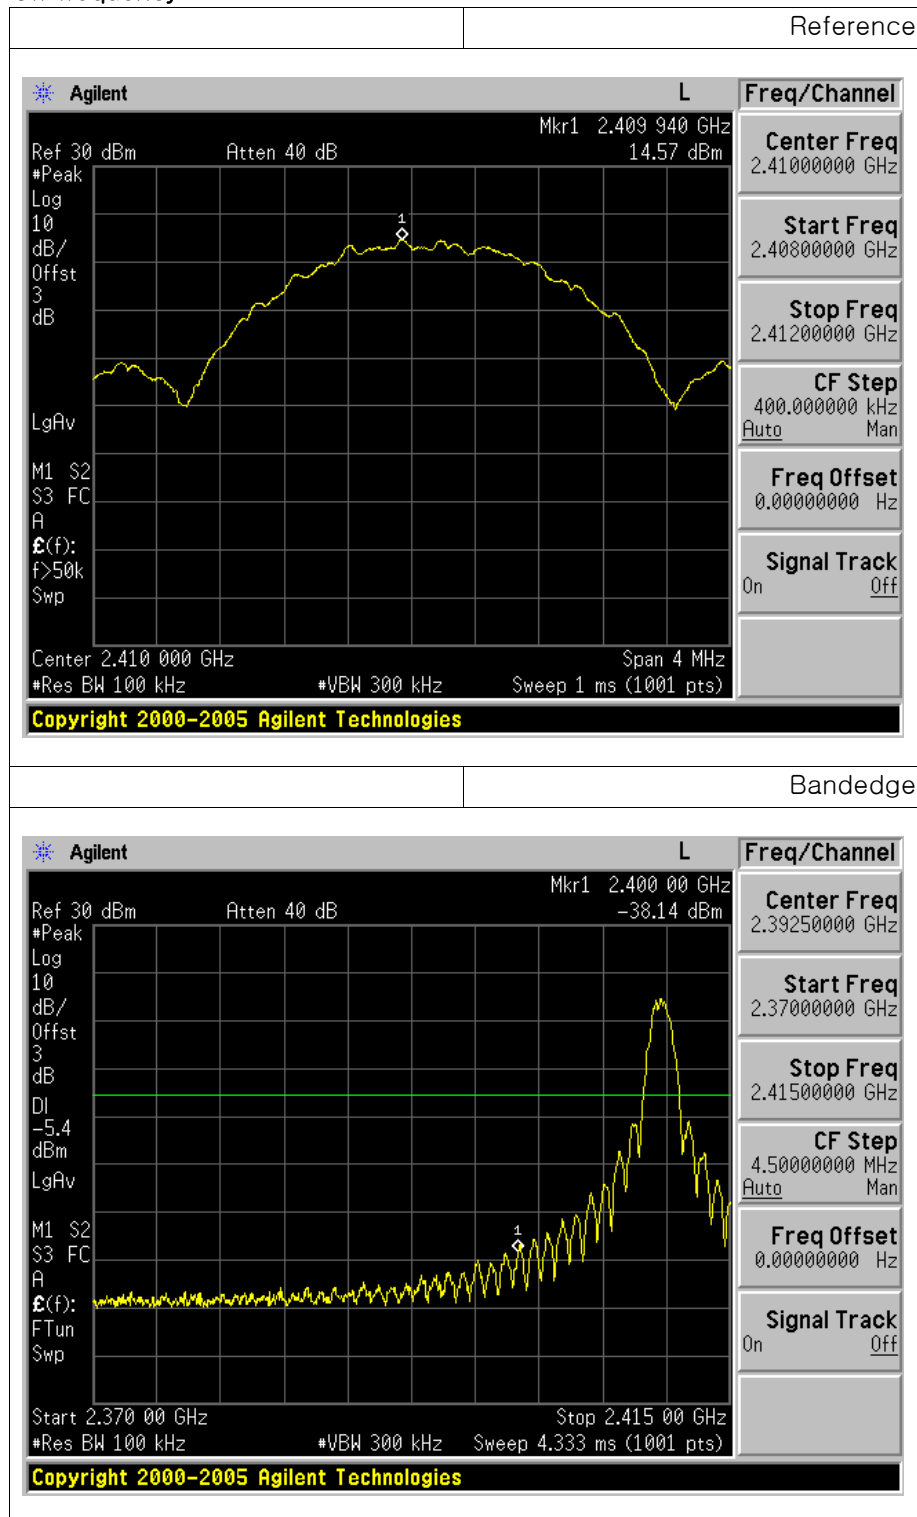 Reference
Agilent L Freq/Channel
Mkr1 2.409 940 GHz
Ref 30 dBm Atten 40 dB 14.57 dBm
#Peak
Log
10
dB/
Offst
3
dB
LgAv
M1 S2
S3 FC
A
£(f):
f>50k
Swp
1
Center 2.410 000 GHz Span 4 MHz
#Res BW 100 kHz #VBW 300 kHz Sweep 1 ms (1001 pts)
Center Freq
2.41000000 GHz
Start Freq
2.40800000 GHz
Stop Freq
2.41200000 GHz
CF Step
400.000000 kHz
Auto Man
Freq Offset
0.00000000 Hz
Signal Track
On Off
Copyright 2000-2005 Agilent Technologies
Bandedge
Agilent L Freq/Channel
Mkr1 2.400 00 GHz
Ref 30 dBm Atten 40 dB -38.14 dBm
#Peak
Log
10
dB/
Offst
3
dB
DI
-5.4
dBm
LgAv
M1 S2
S3 FC
A
£(f):
FTun
Swp
1
Start 2.370 00 GHz Stop 2.415 00 GHz
#Res BW 100 kHz #VBW 300 kHz Sweep 4.333 ms (1001 pts)
Center Freq
2.39250000 GHz
Start Freq
2.37000000 GHz
Stop Freq
2.41500000 GHz
CF Step
4.50000000 MHz
Auto Man
Freq Offset
0.00000000 Hz
Signal Track
On Off
Copyright 2000-2005 Agilent Technologies